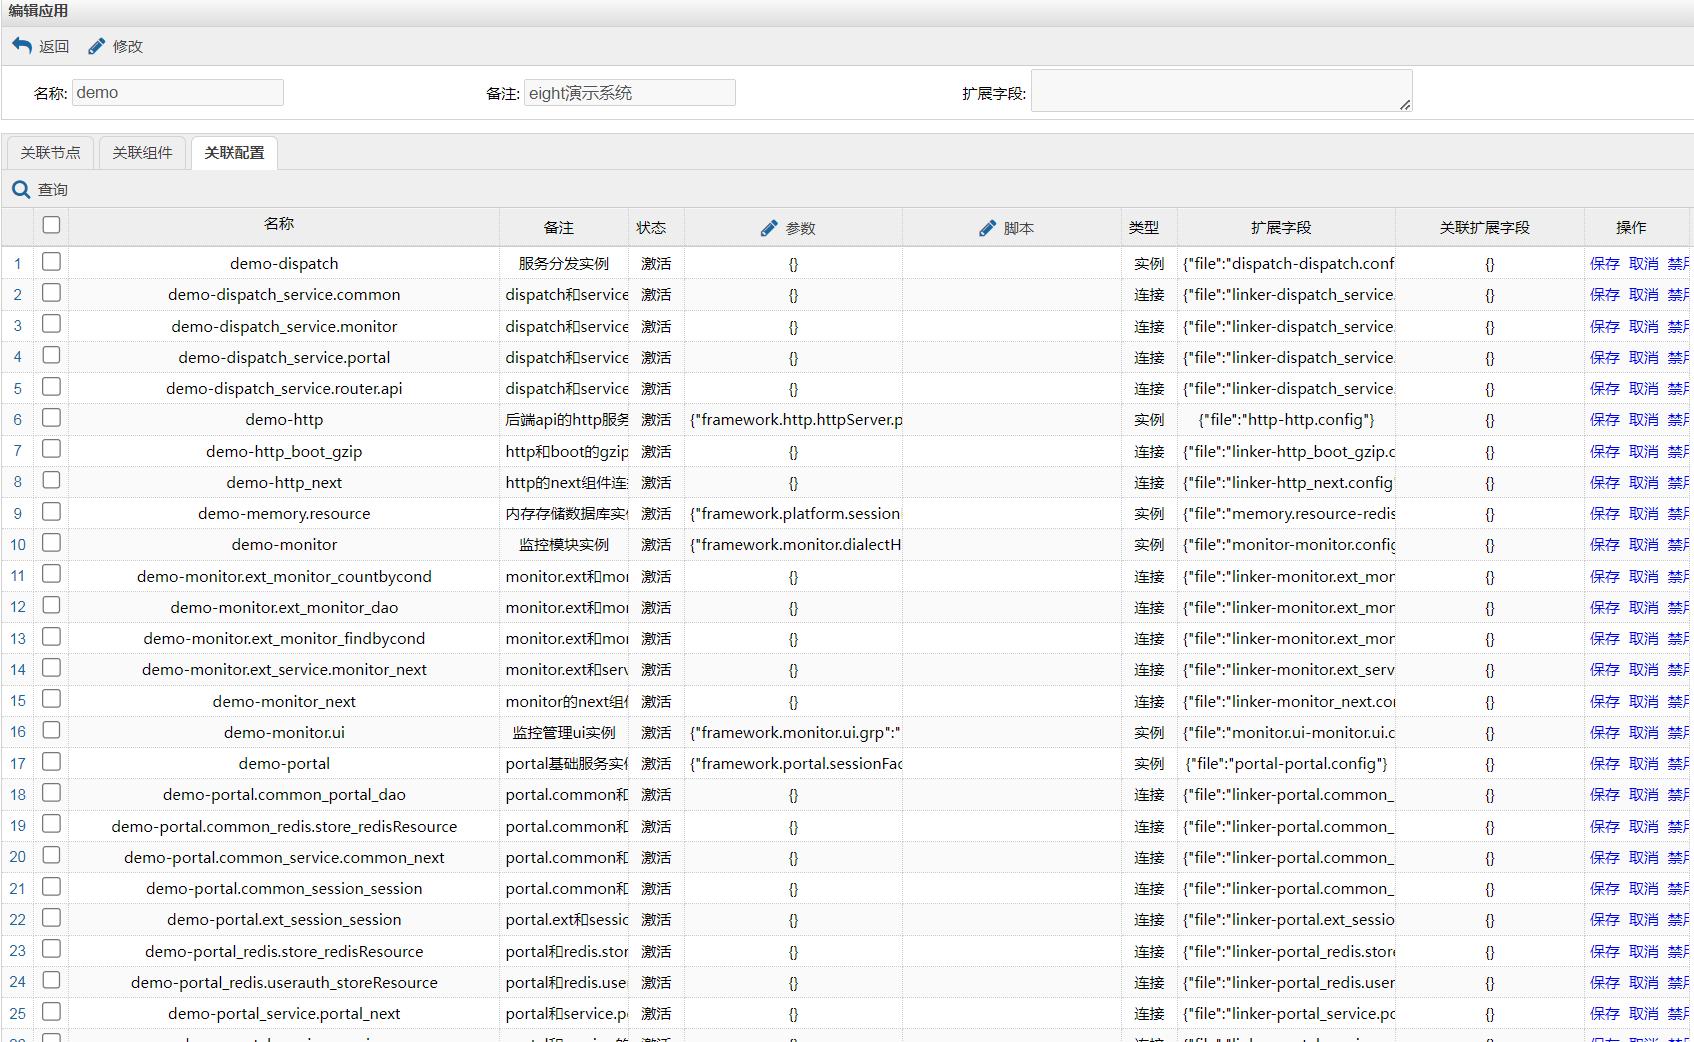 编辑应用
返回 修改
名称: demo 备注: eight演示系统 扩展字段:
关联节点 关联组件 关联配置
查询
名称 备注 状态 参数 脚本 类型 扩展字段 关联扩展字段 操作
1 demo-dispatch 服务分发实例 激活 {} 实例 {"file":"dispatch-dispatch.conf {} 保存 取消 禁用
2 demo-dispatch_service.common dispatch和service 激活 {} 连接 {"file":"linker-dispatch_service. {} 保存 取消 禁用
3 demo-dispatch_service.monitor dispatch和service 激活 {} 连接 {"file":"linker-dispatch_service. {} 保存 取消 禁用
4 demo-dispatch_service.portal dispatch和service 激活 {} 连接 {"file":"linker-dispatch_service. {} 保存 取消 禁用
5 demo-dispatch_service.router.api dispatch和service 激活 {} 连接 {"file":"linker-dispatch_service. {} 保存 取消 禁用
6 demo-http 后端api的http服务 激活 {"framework.http.httpServer.p 实例 {"file":"http-http.config"} {} 保存 取消 禁用
7 demo-http_boot_gzip http和boot的gzip 激活 {} 连接 {"file":"linker-http_boot_gzip.c {} 保存 取消 禁用
8 demo-http_next http的next组件连 激活 {} 连接 {"file":"linker-http_next.config {} 保存 取消 禁用
9 demo-memory.resource 内存存储数据库实 激活 {"framework.platform.session 实例 {"file":"memory.resource-redis {} 保存 取消 禁用
10 demo-monitor 监控模块实例 激活 {"framework.monitor.dialectH 实例 {"file":"monitor-monitor.config {} 保存 取消 禁用
11 demo-monitor.ext_monitor_countbycond monitor.ext和mor 激活 {} 连接 {"file":"linker-monitor.ext_mon {} 保存 取消 禁用
12 demo-monitor.ext_monitor_dao monitor.ext和mor 激活 {} 连接 {"file":"linker-monitor.ext_mon {} 保存 取消 禁用
13 demo-monitor.ext_monitor_findbycond monitor.ext和mor 激活 {} 连接 {"file":"linker-monitor.ext_mon {} 保存 取消 禁用
14 demo-monitor.ext_service.monitor_next monitor.ext和serv 激活 {} 连接 {"file":"linker-monitor.ext_serv {} 保存 取消 禁用
15 demo-monitor_next monitor的next组 激活 {} 连接 {"file":"linker-monitor_next.cor {} 保存 取消 禁用
16 demo-monitor.ui 监控管理ui实例 激活 {"framework.monitor.ui.grp":" 实例 {"file":"monitor.ui-monitor.ui.c {} 保存 取消 禁用
17 demo-portal portal基础服务实 激活 {"framework.portal.sessionFac 实例 {"file":"portal-portal.config"} {} 保存 取消 禁用
18 demo-portal.common_portal_dao portal.common和 激活 {} 连接 {"file":"linker-portal.common_ {} 保存 取消 禁用
19 demo-portal.common_redis.store_redisResource portal.common和 激活 {} 连接 {"file":"linker-portal.common_ {} 保存 取消 禁用
20 demo-portal.common_service.common_next portal.common和 激活 {} 连接 {"file":"linker-portal.common_ {} 保存 取消 禁用
21 demo-portal.common_session_session portal.common和 激活 {} 连接 {"file":"linker-portal.common_ {} 保存 取消 禁用
22 demo-portal.ext_session_session portal.ext和sessic 激活 {} 连接 {"file":"linker-portal.ext_sessio {} 保存 取消 禁用
23 demo-portal_redis.store_redisResource portal和redis.stor 激活 {} 连接 {"file":"linker-portal_redis.store {} 保存 取消 禁用
24 demo-portal_redis.userauth_storeResource portal和redis.use 激活 {} 连接 {"file":"linker-portal_redis.user {} 保存 取消 禁用
25 demo-portal_service.portal_next portal和service.p 激活 {} 连接 {"file":"linker-portal_service.pc {} 保存 取消 禁用